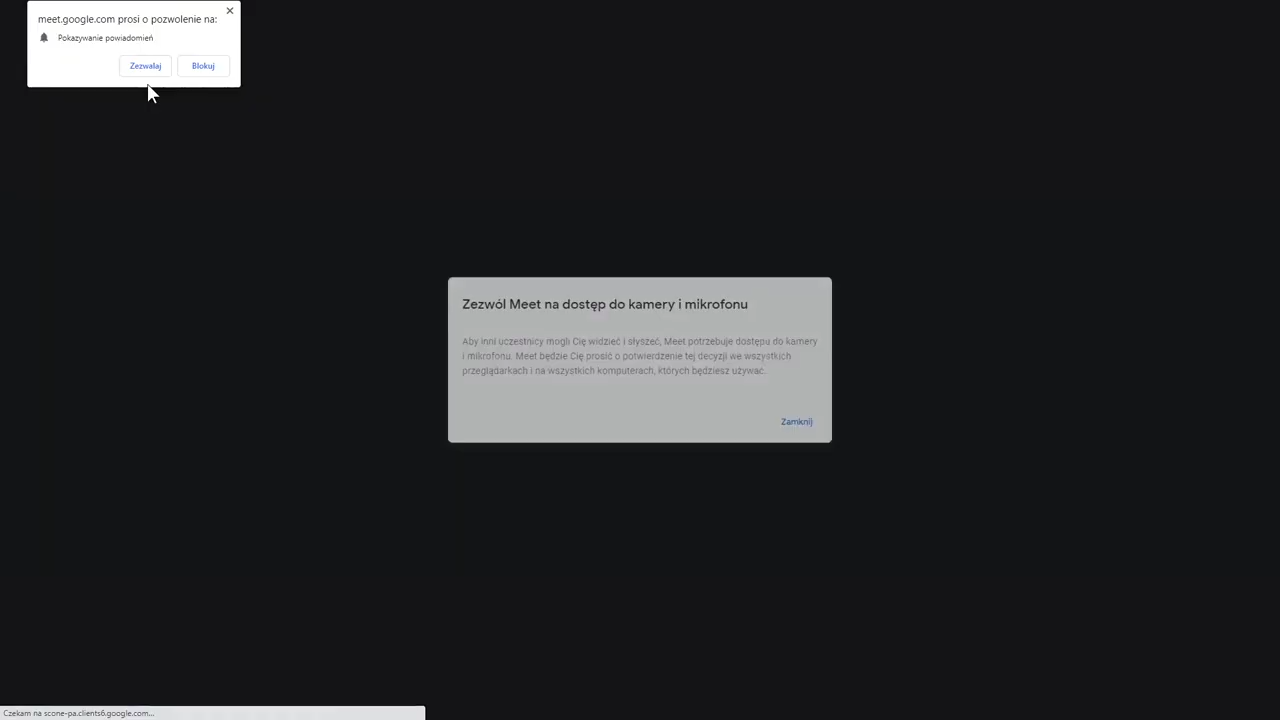 meet.google.com prosi o pozwolenie na:
Pokazywanie powiadomień
Zezwalaj
Blokuj
Zezwól Meet na dostęp do kamery i mikrofonu
Aby inni uczestnicy mogli Cię widzieć i słyszeć, Meet potrzebuje dostępu do kamery
i mikrofonu. Meet będzie Cię prosić o potwierdzenie tej decyzji we wszystkich
przeglądarkach i na wszystkich komputerach, których będziesz używać.
Zamknij
Czekam na scone-pa.clients6.google.com...